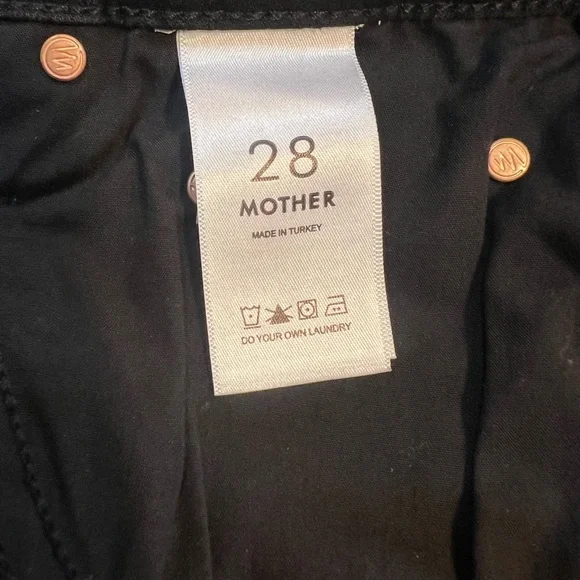 28
MOTHER
MADE IN TURKEY
DO YOUR OWN LAUNDRY